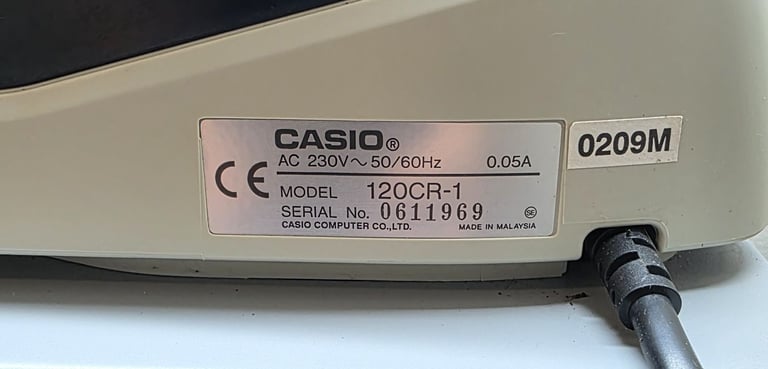 CASIO®
AC 230V～50/60Hz 0.05A
CE
MODEL 120CR-1
SERIAL No. 0611969
SE
CASIO COMPUTER CO.,LTD. MADE IN MALAYSIA
0209M